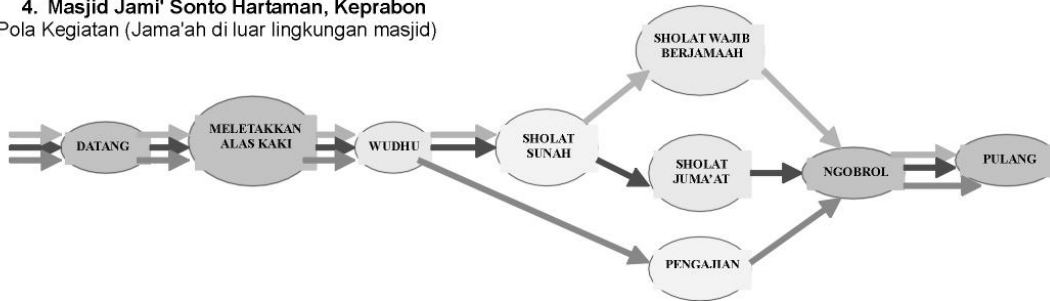 4. Masjid Jami' Sonto Hartaman, Keprabon
Pola Kegiatan (Jama'ah di luar lingkungan masjid)
DATANG
MELETAKKAN
ALAS KAKI
WUDHU
SHOLAT
SUNAH
SHOLAT WAJIB
BERJAMAAH
SHOLAT
JUMA'AT
PENGAJIAN
NGOBROL
PULANG